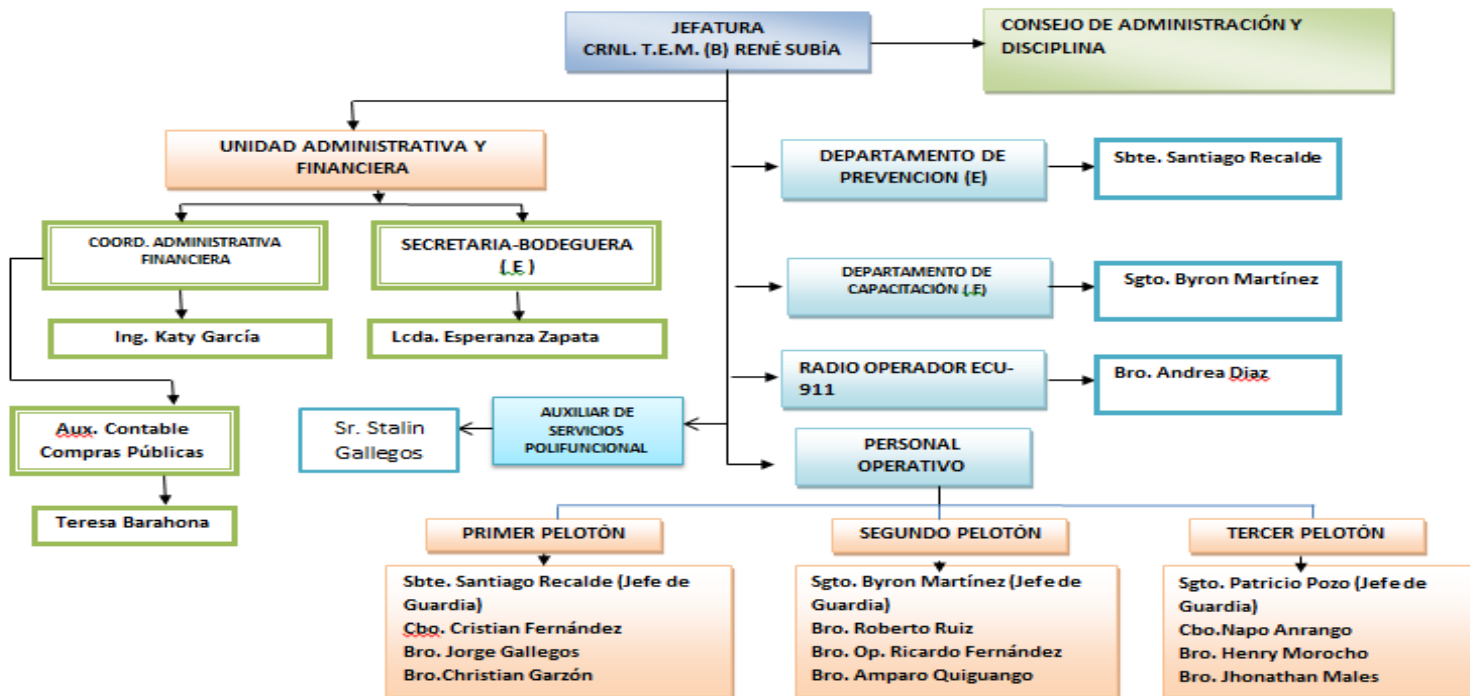 JEFATURA
CRNL. T.E.M. (B) RENÉ SUBÍA
CONSEJO DE ADMINISTRACIÓN Y
DISCIPLINA
UNIDAD ADMINISTRATIVA Y
FINANCIERA
DEPARTAMENTO DE
PREVENCION (E)
Sbte. Santiago Recalde
COORD. ADMINISTRATIVA
FINANCIERA
SECRETARIA-BODEGUERA
(.E )
DEPARTAMENTO DE
CAPACITACIÓN (.E)
Sgto. Byron Martínez
Ing. Katy García
Lcda. Esperanza Zapata
RADIO OPERADOR ECU-
911
Bro. Andrea Diaz
Aux. Contable
Compras Públicas
Sr. Stalin
Gallegos
AUXILIAR DE
SERVICIOS
POLIFUNCIONAL
PERSONAL
OPERATIVO
Teresa Barahona
PRIMER PELOTÓN
SEGUNDO PELOTÓN
TERCER PELOTÓN
Sbte. Santiago Recalde (Jefe de
Guardia)
Cbo. Cristian Fernández
Bro. Jorge Gallegos
Bro.Christian Garzón
Sgto. Byron Martínez (Jefe de
Guardia)
Bro. Roberto Ruiz
Bro. Op. Ricardo Fernández
Bro. Amparo Quiguango
Sgto. Patricio Pozo (Jefe de
Guardia)
Cbo.Napo Anrango
Bro. Henry Morocho
Bro. Jhonathan Males